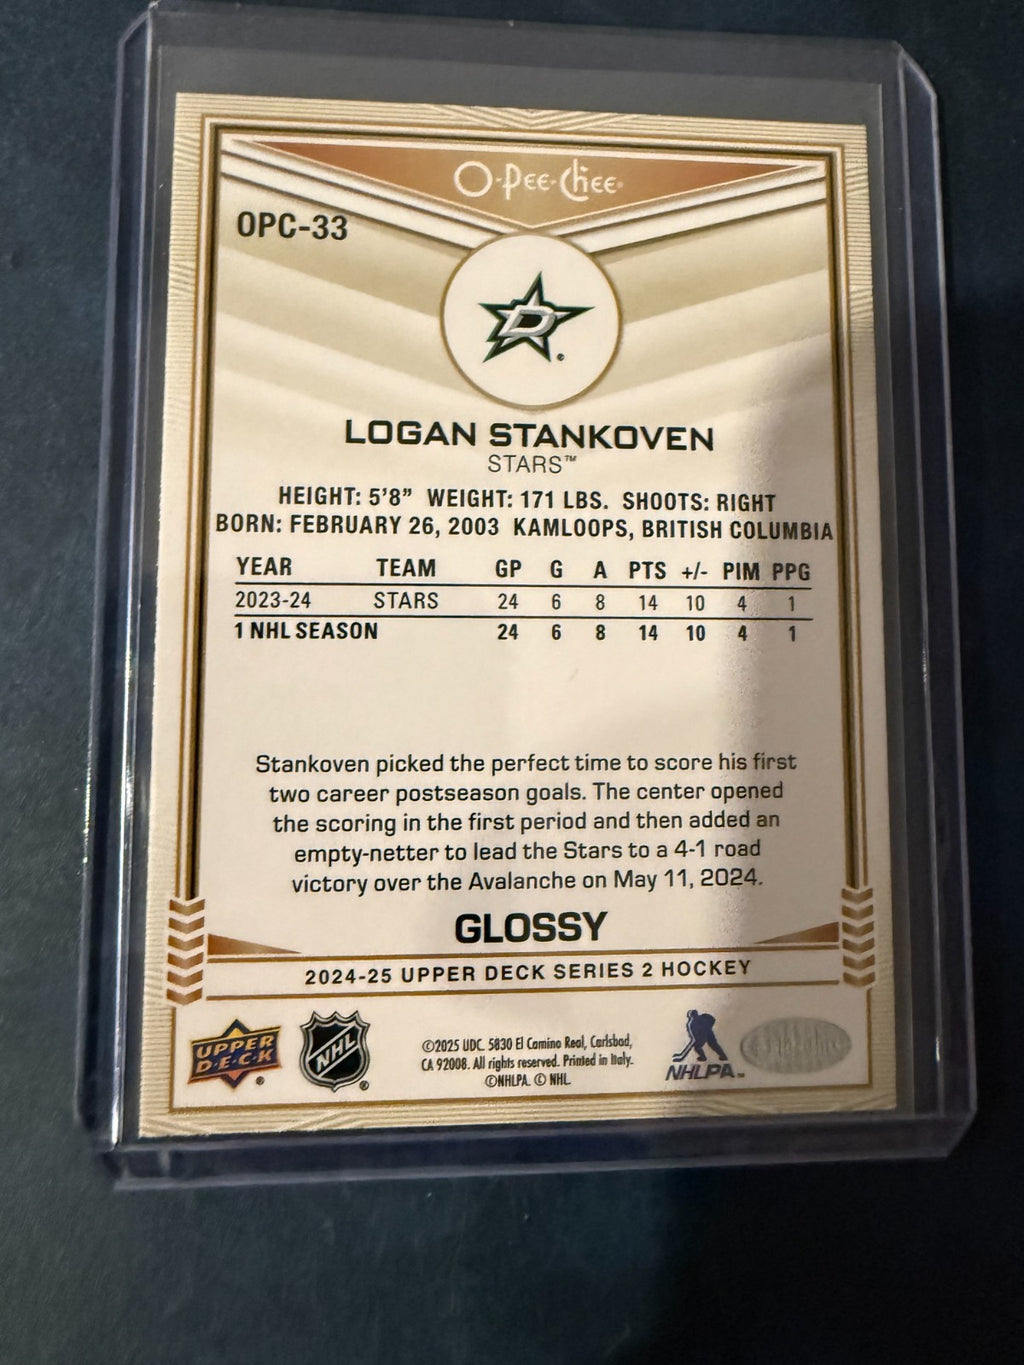 O-Pee-Chee
OPC-33
D
LOGAN STANKOVEN
STARS™
HEIGHT: 5'8" WEIGHT: 171 LBS. SHOOTS: RIGHT
BORN: FEBRUARY 26, 2003 KAMLOOPS, BRITISH COLUMBIA
YEAR TEAM GP G A PTS +/- PIM PPG
2023-24 STARS 24 6 8 14 10 4 1
1 NHL SEASON 24 6 8 14 10 4 1
Stankoven picked the perfect time to score his first
two career postseason goals. The center opened
the scoring in the first period and then added an
empty-netter to lead the Stars to a 4-1 road
victory over the Avalanche on May 11, 2024.
GLOSSY
2024-25 UPPER DECK SERIES 2 HOCKEY
UPPER
D·E·C·K
®
NHL
®
©2025 UDC. 5830 El Camino Real, Carlsbad,
CA 92008. All rights reserved. Printed in Italy.
©NHLPA. © NHL.
NHLPA™